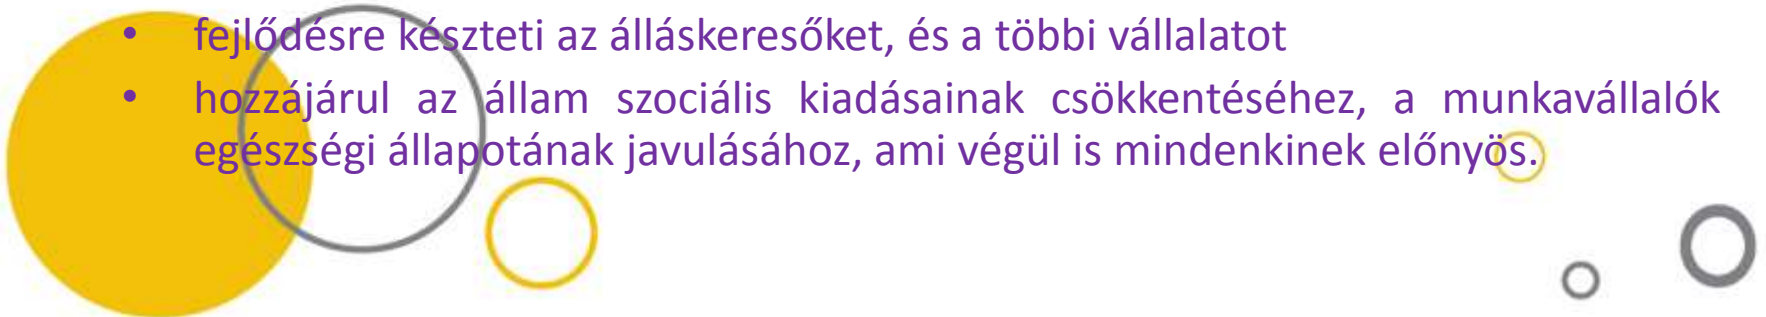 • fejlődésre készteti az álláskeresőket, és a többi vállalatot
• hozzájárul az állam szociális kiadásainak csökkentéséhez, a munkavállalók
egészségi állapotának javulásához, ami végül is mindenkinek előnyös.